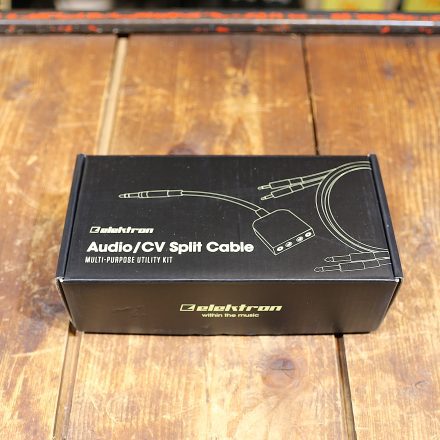 elektron
Audio/CV Split Cable
MULTI-PURPOSE UTILITY KIT
elektron
within the music